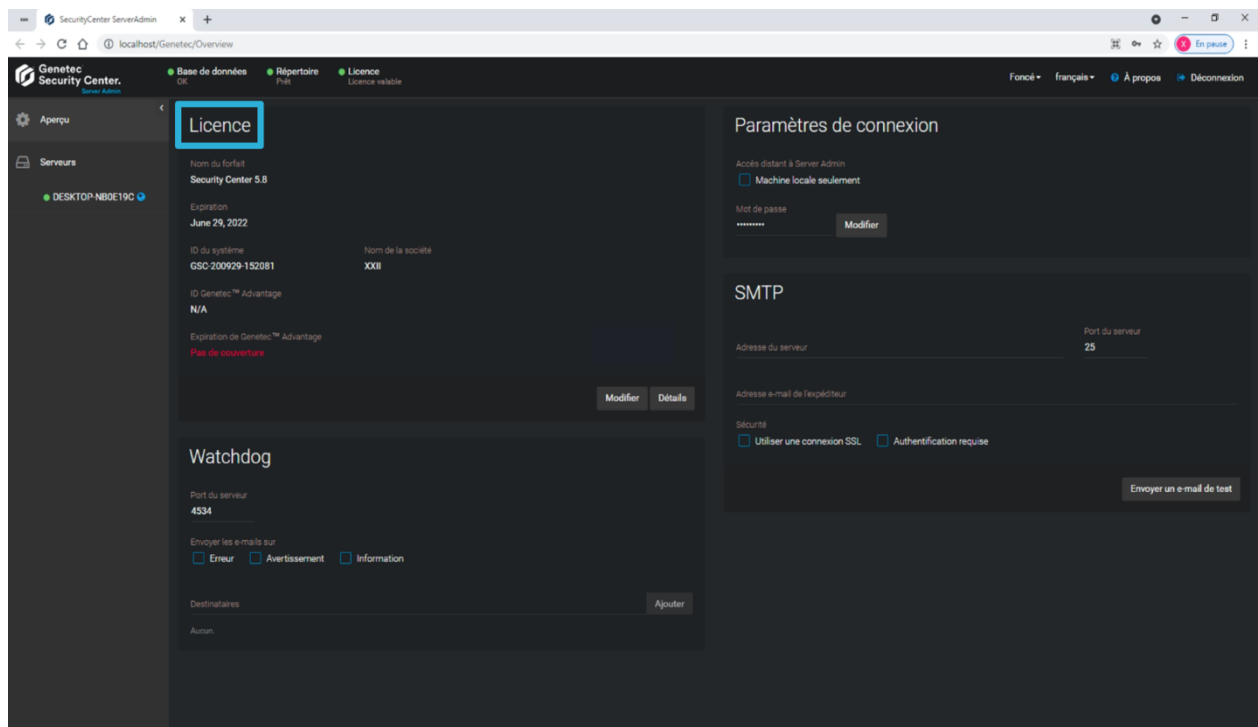 SecurityCenter ServerAdmin
localhost/Genetec/Overview
En pause
Genetec
Security Center.
Server Admin
Base de données
OK
Répertoire
Prêt
Licence
Licence valable
Foncé
français
À propos
Déconnexion
Aperçu
Serveurs
DESKTOP-NB0E19C
Licence
Nom du forfait
Security Center 5.8
Expiration
June 29, 2022
ID du système
Nom de la société
GSC-200929-152081
XXII
ID Genetec™ Advantage
N/A
Expiration de Genetec™ Advantage
Pas de couverture
Modifier
Détails
Watchdog
Port du serveur
4534
Envoyer les e-mails sur
Erreur
Avertissement
Information
Destinataires
Ajouter
Aucun.
Paramètres de connexion
Accès distant à Server Admin
Machine locale seulement
Mot de passe
•••••••••
Modifier
SMTP
Adresse du serveur
Port du serveur
25
Adresse e-mail de l'expéditeur
Sécurité
Utiliser une connexion SSL
Authentification requise
Envoyer un e-mail de test